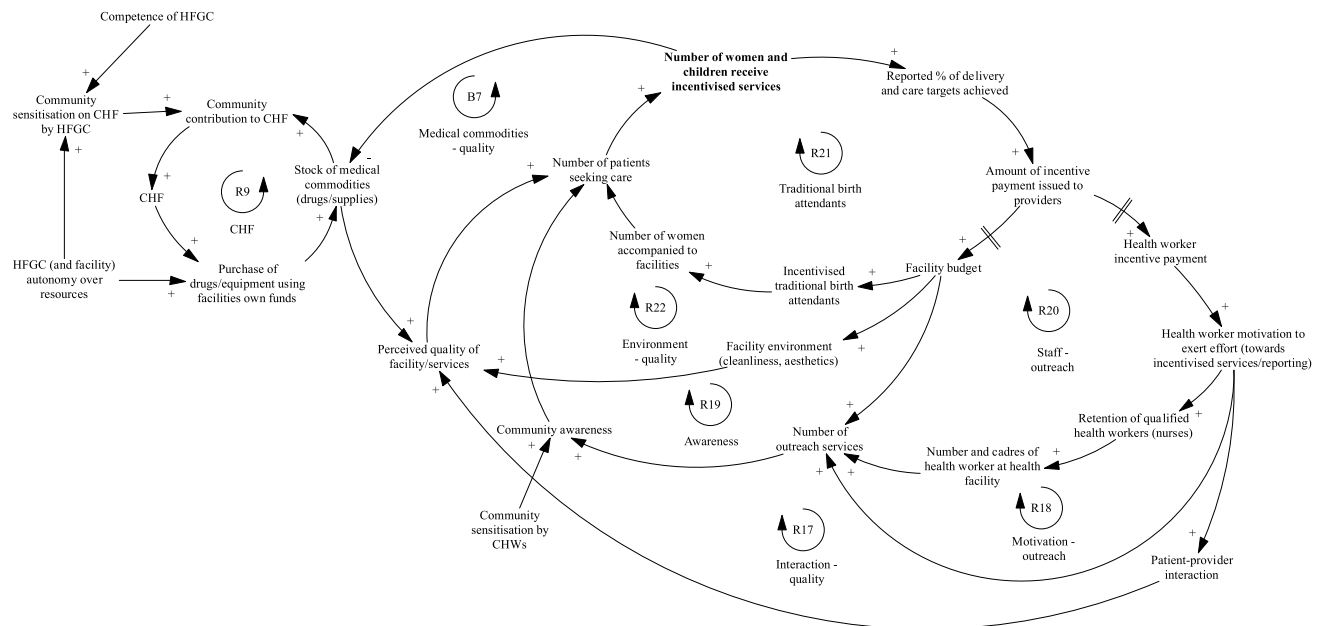 Competence of HFGC
+
Community
sensitisation on CHF
by HFGC
+
+
Community
contribution to CHF
+
+
CHF
R9
CHF
+
HFGC (and facility)
autonomy over
resources
+
Purchase of
drugs/equipment using
facilities own funds
+
Stock of medical
commodities
(drugs/supplies)
-
B7
Medical commodities
- quality
Number of women and
children receive
incentivised services
+
+
Reported % of delivery
and care targets achieved
+
Number of patients
seeking care
+
R21
Traditional birth
attendants
Amount of incentive
payment issued to
providers
+
Number of women
accompanied to
facilities
+
Incentivised
traditional birth
attendants
+
Facility budget
+
Health worker
incentive payment
+
R22
Environment
- quality
R20
Staff -
outreach
+
Perceived quality of
facility/services
+
+
Facility environment
(cleanliness, aesthetics)
+
Health worker motivation to
exert effort (towards
incentivised services/reporting)
+
R19
Awareness
Community awareness
+
+
Number of
outreach services
+
+
+
Retention of qualified
health workers (nurses)
+
Number and cadres of
health worker at health
facility
+
Community
sensitisation by
CHWs
R17
Interaction -
quality
R18
Motivation -
outreach
+
Patient-provider
interaction